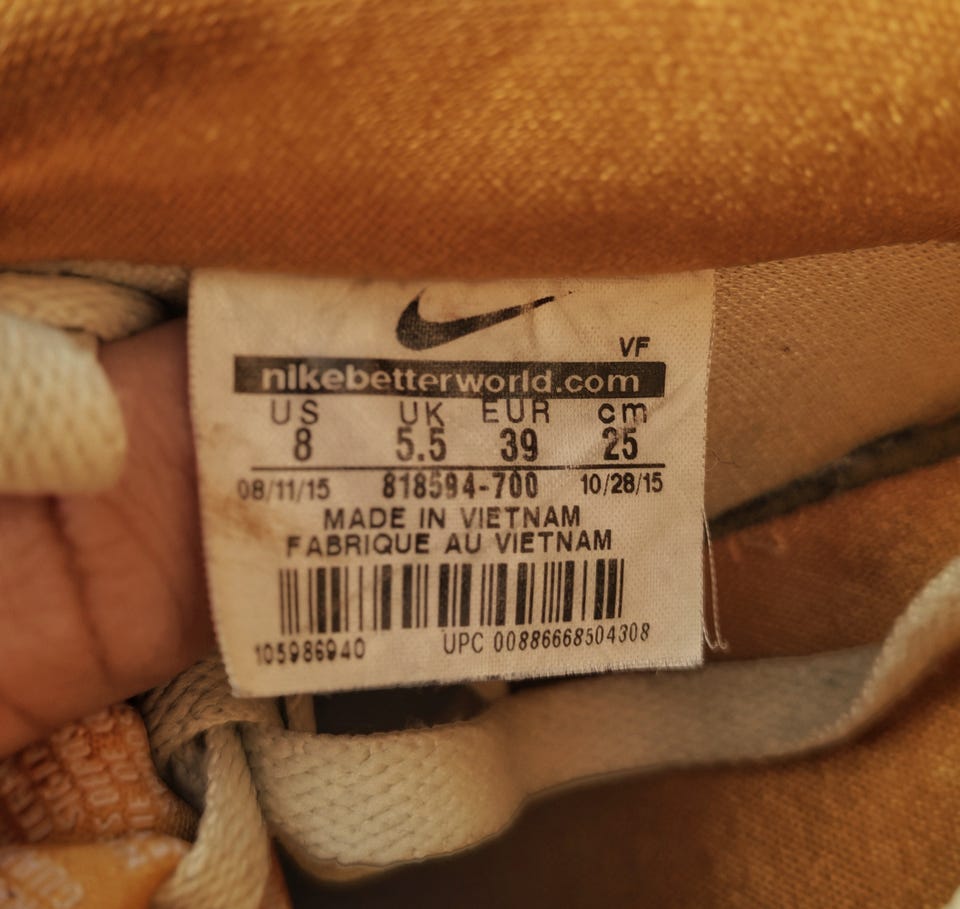 VF
nikebetterworld.com
US UK EUR cm
8 5.5 39 25
08/11/15 818594-700 10/28/15
MADE IN VIETNAM
FABRIQUE AU VIETNAM
105986940 UPC 00886668504308